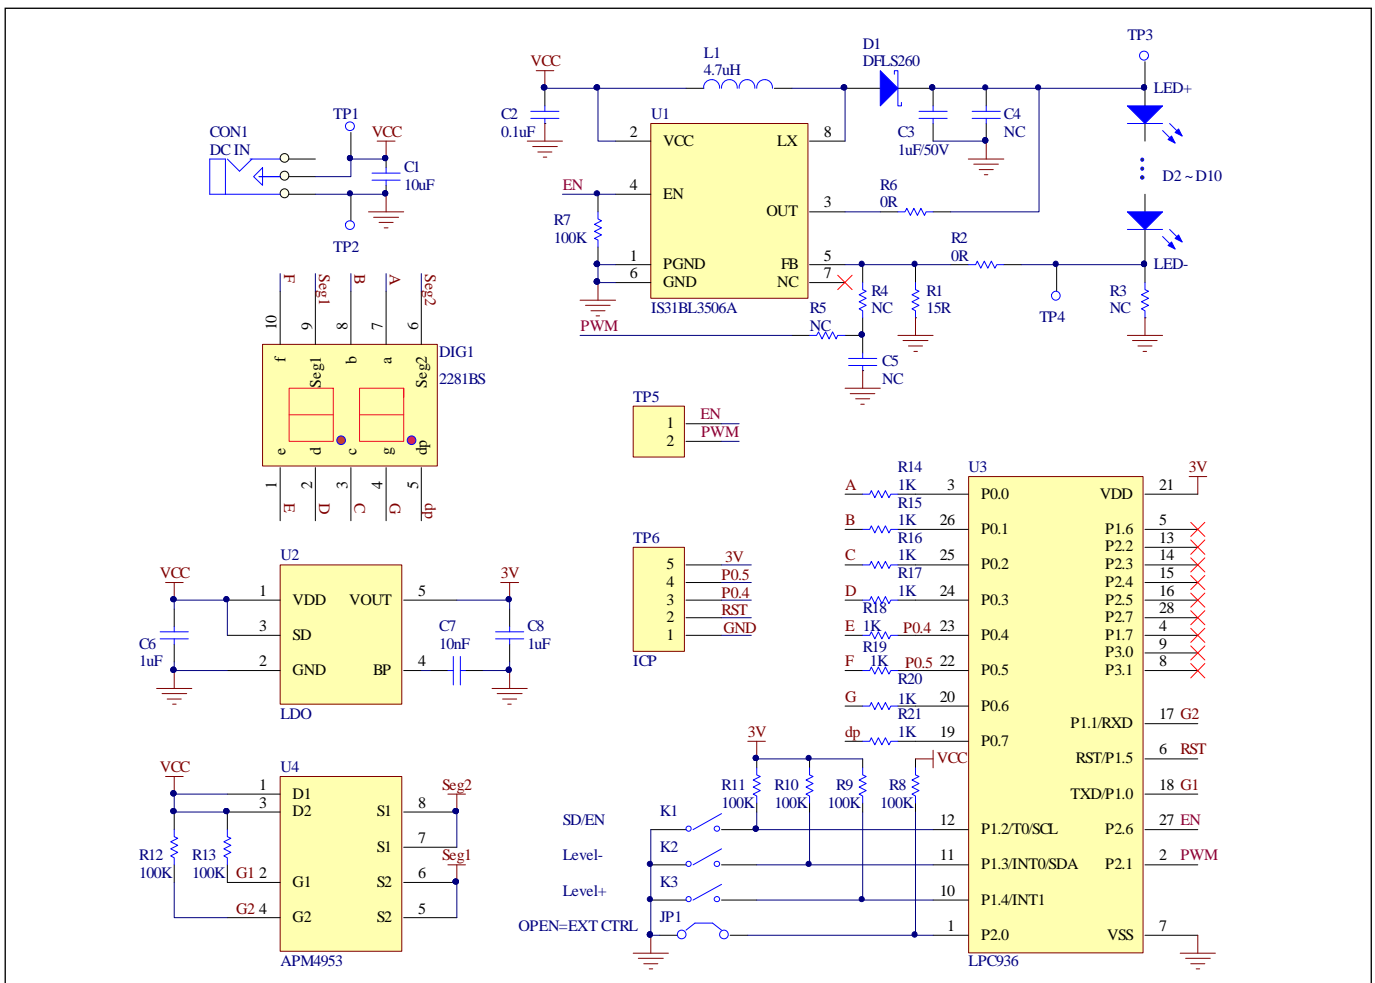 TP3
L1
4.7uH
D1
DFLS260
VCC
LED+
TP1
CON1
DC IN
VCC
C1
10uF
TP2
C2
0.1uF
U1
2 VCC LX 8
4 EN
OUT 3
1 PGND FB 5
6 GND NC 7
IS31BL3506A
EN
R7
100K
C3
1uF/50V
C4
NC
R6
0R
R2
0R
D2 ~ D10
LED-
R5
NC
R4
NC
R1
15R
TP4
R3
NC
PWM
C5
NC
F Seg1 B A Seg2
10 9 8 7 6
f Seg1 b a Seg2
DIG1
2281BS
e d c g dp
1 2 3 4 5
E D C G dp
TP5
1 EN
2 PWM
TP6
5 3V
4 P0.5
3 P0.4
2 RST
1 GND
ICP
U2
VCC
3V
1 VDD VOUT 5
3 SD
2 GND BP 4
LDO
C6
1uF
C7
10nF
C8
1uF
U4
VCC
1 D1
3 D2 S1 8
S1 7
G1 2 G1 S2 6
G2 4 G2 S2 5
APM4953
R12
100K
R13
100K
Seg2
Seg1
U3
3V
A R14 1K 3 P0.0 VDD 21
B R15 1K 26 P0.1 P1.6 5
P2.2 13
C R16 1K 25 P0.2 P2.3 14
P2.4 15
D R17 1K 24 P0.3 P2.5 16
P2.7 28
E R18 1K P0.4 23 P0.4 P1.7 4
P3.0 9
F R19 1K P0.5 22 P0.5 P3.1 8
G R20 1K 20 P0.6
P1.1/RXD 17 G2
dp R21 1K 19 P0.7
RST/P1.5 6 RST
TXD/P1.0 18 G1
12 P1.2/T0/SCL P2.6 27 EN
11 P1.3/INT0/SDA P2.1 2 PWM
10 P1.4/INT1
1 P2.0 VSS 7
LPC936
3V
VCC
R11
100K
R10
100K
R9
100K
R8
100K
SD/EN K1
Level- K2
Level+ K3
OPEN=EXT CTRL JP1